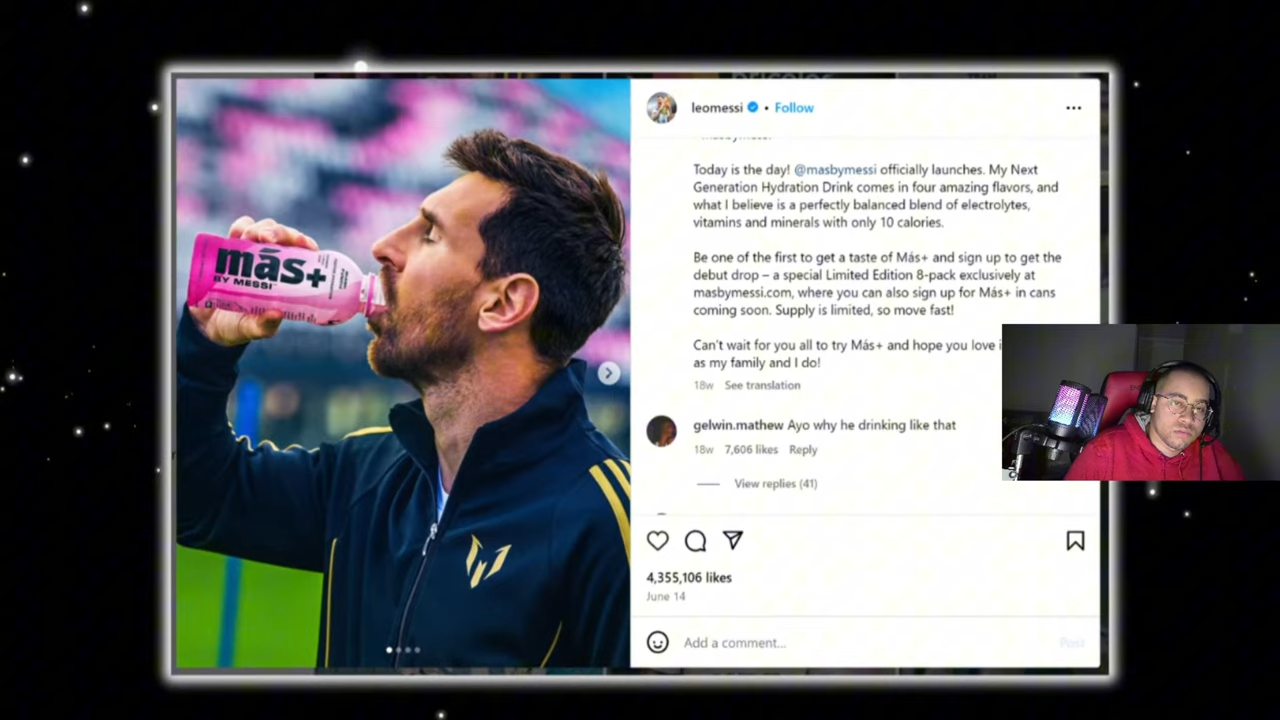 más+
BY MESSI
leomessi • Follow
Today is the day! @masbymessi officially launches. My Next
Generation Hydration Drink comes in four amazing flavors, and
what I believe is a perfectly balanced blend of electrolytes,
vitamins and minerals with only 10 calories.
Be one of the first to get a taste of Más+ and sign up to get the
debut drop – a special Limited Edition 8-pack exclusively at
masbymessi.com, where you can also sign up for Más+ in cans
coming soon. Supply is limited, so move fast!
Can't wait for you all to try Más+ and hope you love
as my family and I do!
18w See translation
gelwin.mathew Ayo why he drinking like that
18w 7,606 likes Reply
View replies (41)
4,355,106 likes
June 14
Add a comment...
Post